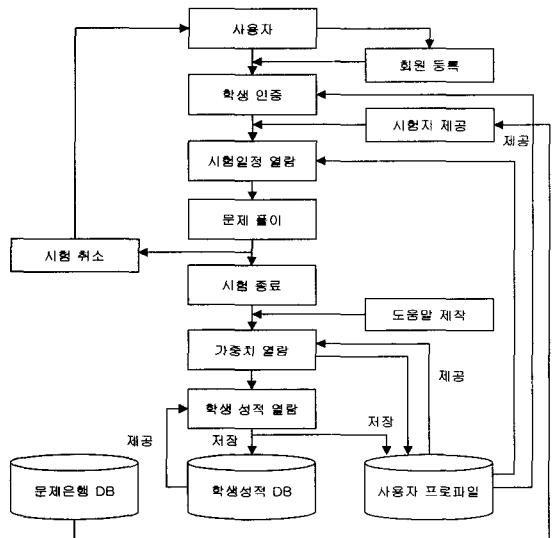 사용자
회원 등록
학생 인증
시험지 제공
제공
시험일정 열람
문제 풀이
시험 취소
시험 종료
도움말 제작
가중치 열람
제공
학생 성적 열람
저장
제공
저장
문제은행 DB
학생성적 DB
사용자 프로파일